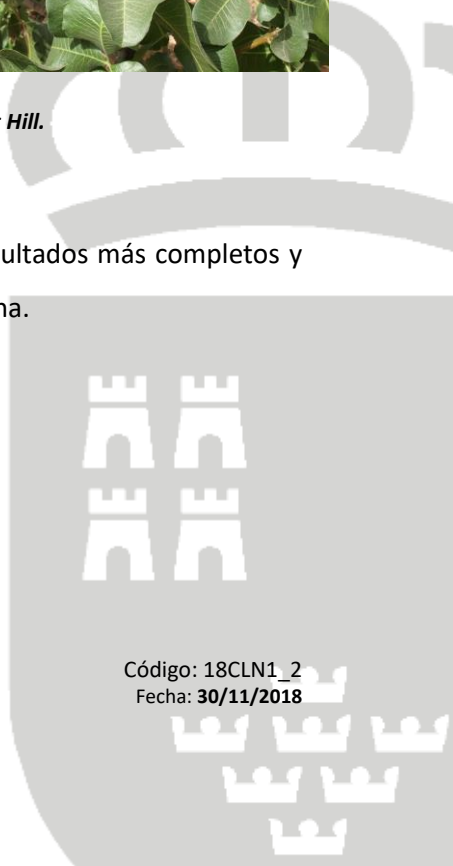 Hill.
ultados más completos y
na.
Código: 18CLN1_2
Fecha: 30/11/2018